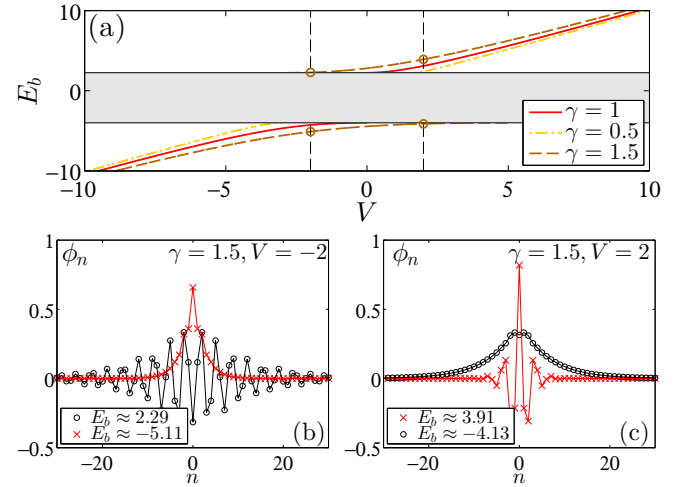 (a)
10
0
−10
E_b
−10
−5
0
5
10
V
γ = 1
γ = 0.5
γ = 1.5
1
0.5
0
−0.5
ϕ_n
γ = 1.5, V = −2
E_b ≈ 2.29
E_b ≈ −5.11
(b)
−20
0
20
n
1
0.5
0
−0.5
ϕ_n
γ = 1.5, V = 2
E_b ≈ 3.91
E_b ≈ −4.13
(c)
−20
0
20
n